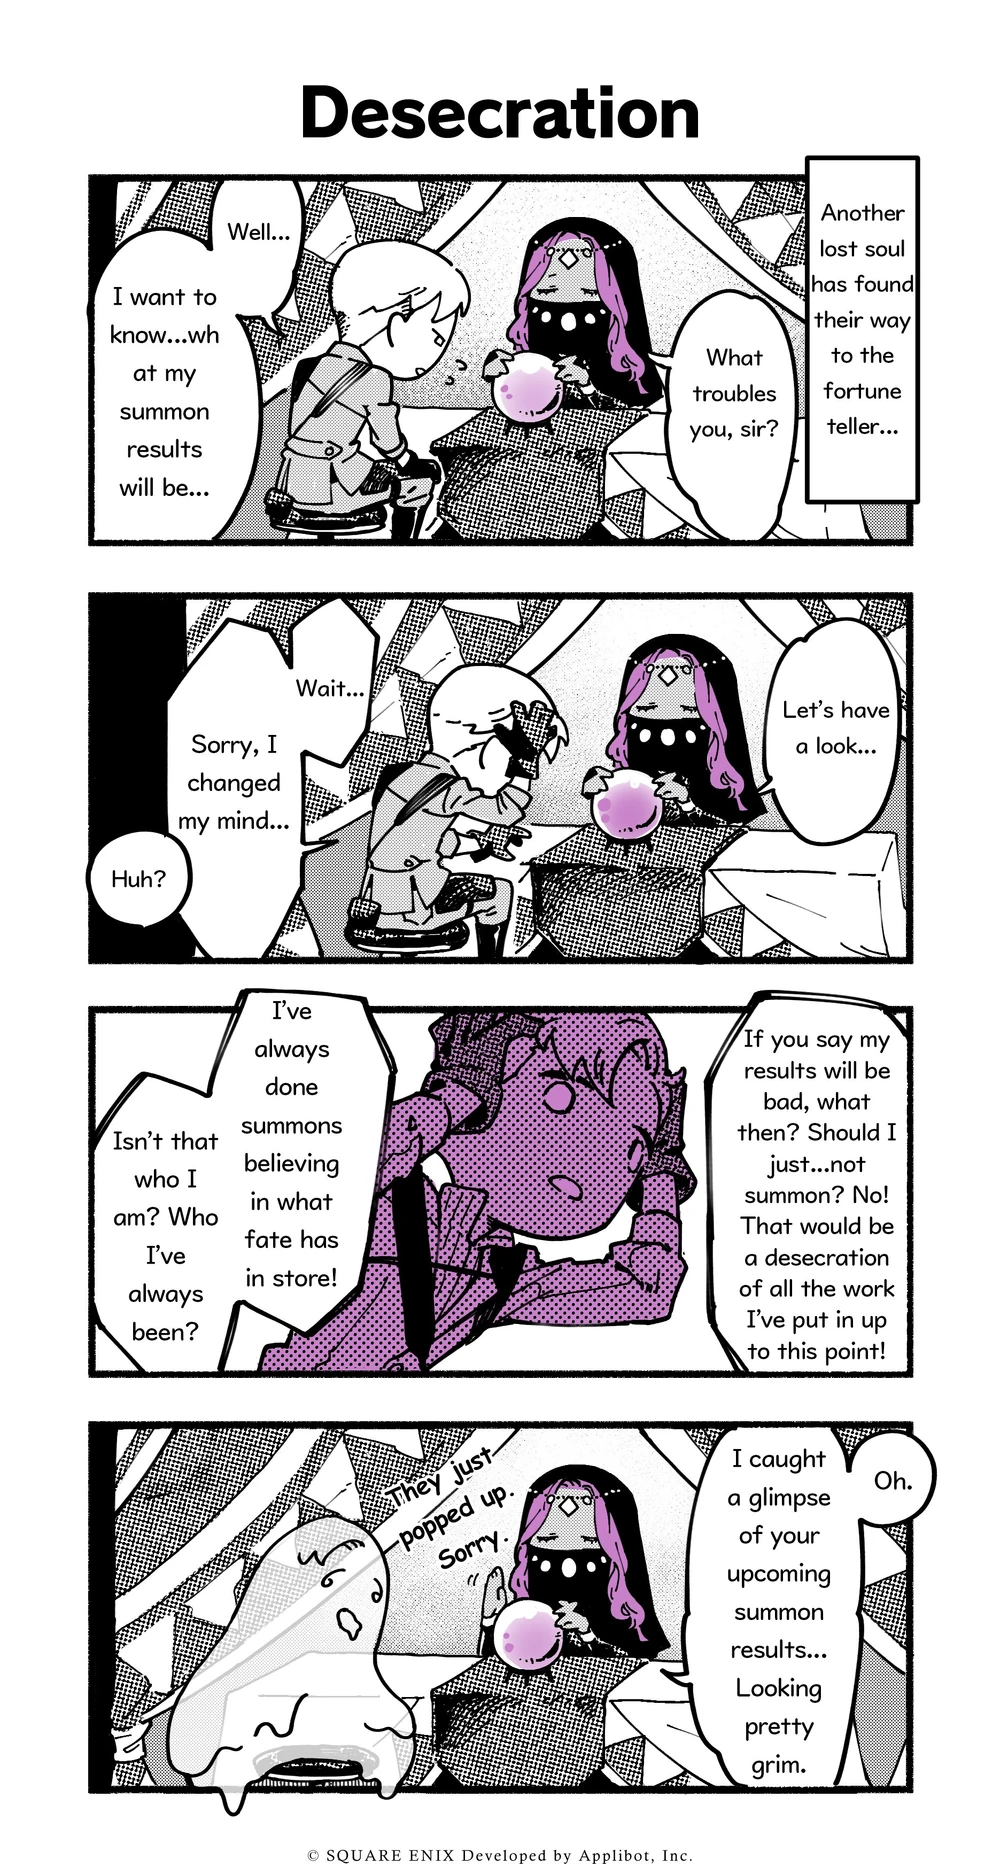 Desecration
Another
lost soul
has found
their way
to the
fortune
teller...
What
troubles
you, sir?
Well...
I want to
know...wh
at my
summon
results
will be...
Let's have
a look...
Wait...
Sorry, I
changed
my mind...
Huh?
If you say my
results will be
bad, what
then? Should I
just...not
summon? No!
That would be
a desecration
of all the work
I've put in up
to this point!
I've
always
done
summons
believing
in what
fate has
in store!
Isn't that
who I
am? Who
I've
always
been?
Oh.
I caught
a glimpse
of your
upcoming
summon
results...
Looking
pretty
grim.
They just
popped up.
Sorry.
© SQUARE ENIX Developed by Applibot, Inc.